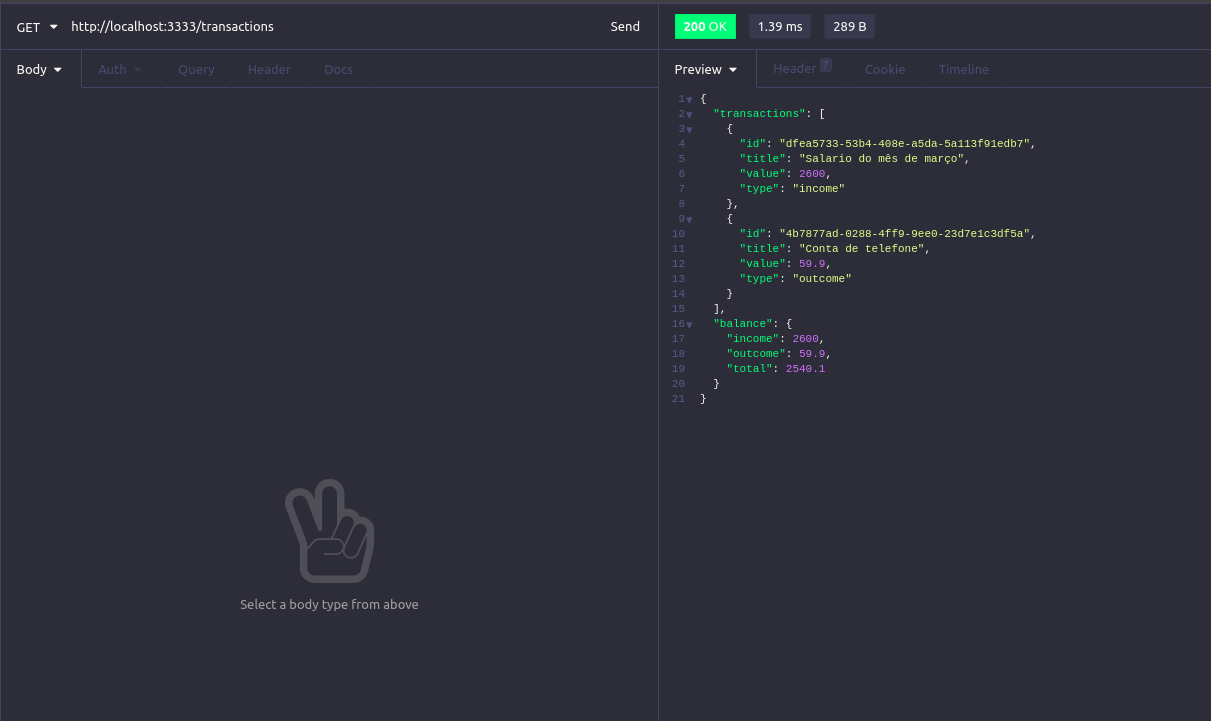 GET http://localhost:3333/transactions Send 200 OK 1.39 ms 289 B
Body Auth Query Header Docs Preview Header 7 Cookie Timeline
1 {
2 "transactions": [
3 {
4 "id": "dfea5733-53b4-408e-a5da-5a113f91edb7",
5 "title": "Salario do mês de março",
6 "value": 2600,
7 "type": "income"
8 },
9 {
10 "id": "4b7877ad-0288-4ff9-9ee0-23d7e1c3df5a",
11 "title": "Conta de telefone",
12 "value": 59.9,
13 "type": "outcome"
14 }
15 ],
16 "balance": {
17 "income": 2600,
18 "outcome": 59.9,
19 "total": 2540.1
20 }
21 }
Select a body type from above